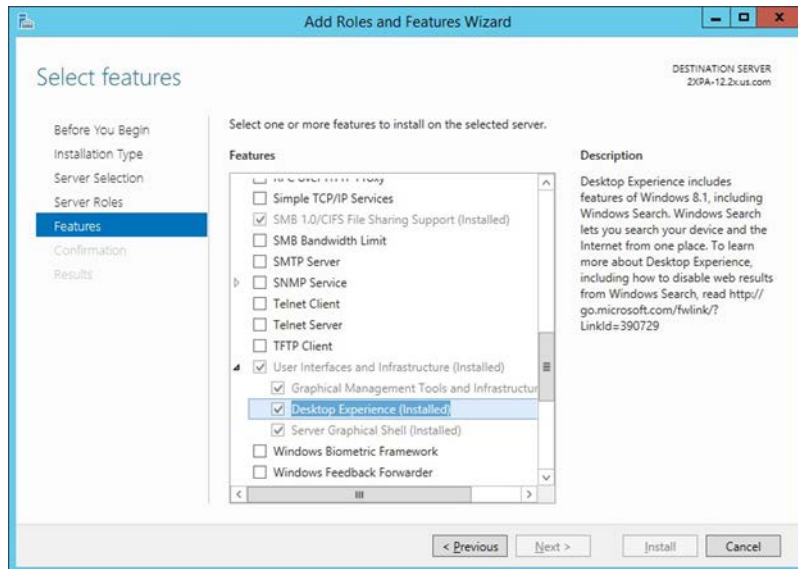 Add Roles and Features Wizard
Select features
DESTINATION SERVER
2XPA-12.2x.us.com
Before You Begin
Installation Type
Server Selection
Server Roles
Features
Confirmation
Results
Select one or more features to install on the selected server.
Features
RPC over HTTP Proxy
Simple TCP/IP Services
SMB 1.0/CIFS File Sharing Support (Installed)
SMB Bandwidth Limit
SMTP Server
SNMP Service
Telnet Client
Telnet Server
TFTP Client
User Interfaces and Infrastructure (Installed)
Graphical Management Tools and Infrastructur
Desktop Experience (Installed)
Server Graphical Shell (Installed)
Windows Biometric Framework
Windows Feedback Forwarder
Description
Desktop Experience includes
features of Windows 8.1, including
Windows Search. Windows Search
lets you search your device and the
Internet from one place. To learn
more about Desktop Experience,
including how to disable web results
from Windows Search, read http://
go.microsoft.com/fwlink/?
LinkId=390729
< Previous
Next >
Install
Cancel